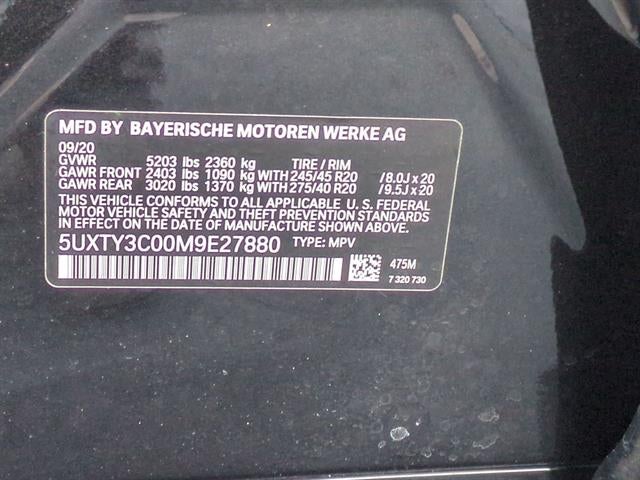 MFD BY BAYERISCHE MOTOREN WERKE AG
09/20
GVWR 5203 lbs 2360 kg TIRE / RIM
GAWR FRONT 2403 lbs 1090 kg WITH 245/45 R20 /8.0J x 20
GAWR REAR 3020 lbs 1370 kg WITH 275/40 R20 /9.5J x 20
THIS VEHICLE CONFORMS TO ALL APPLICABLE U. S. FEDERAL
MOTOR VEHICLE SAFETY AND THEFT PREVENTION STANDARDS
IN EFFECT ON THE DATE OF MANUFACTURE SHOWN ABOVE.
5UXTY3C00M9E27880 TYPE: MPV
475M
7 320 730